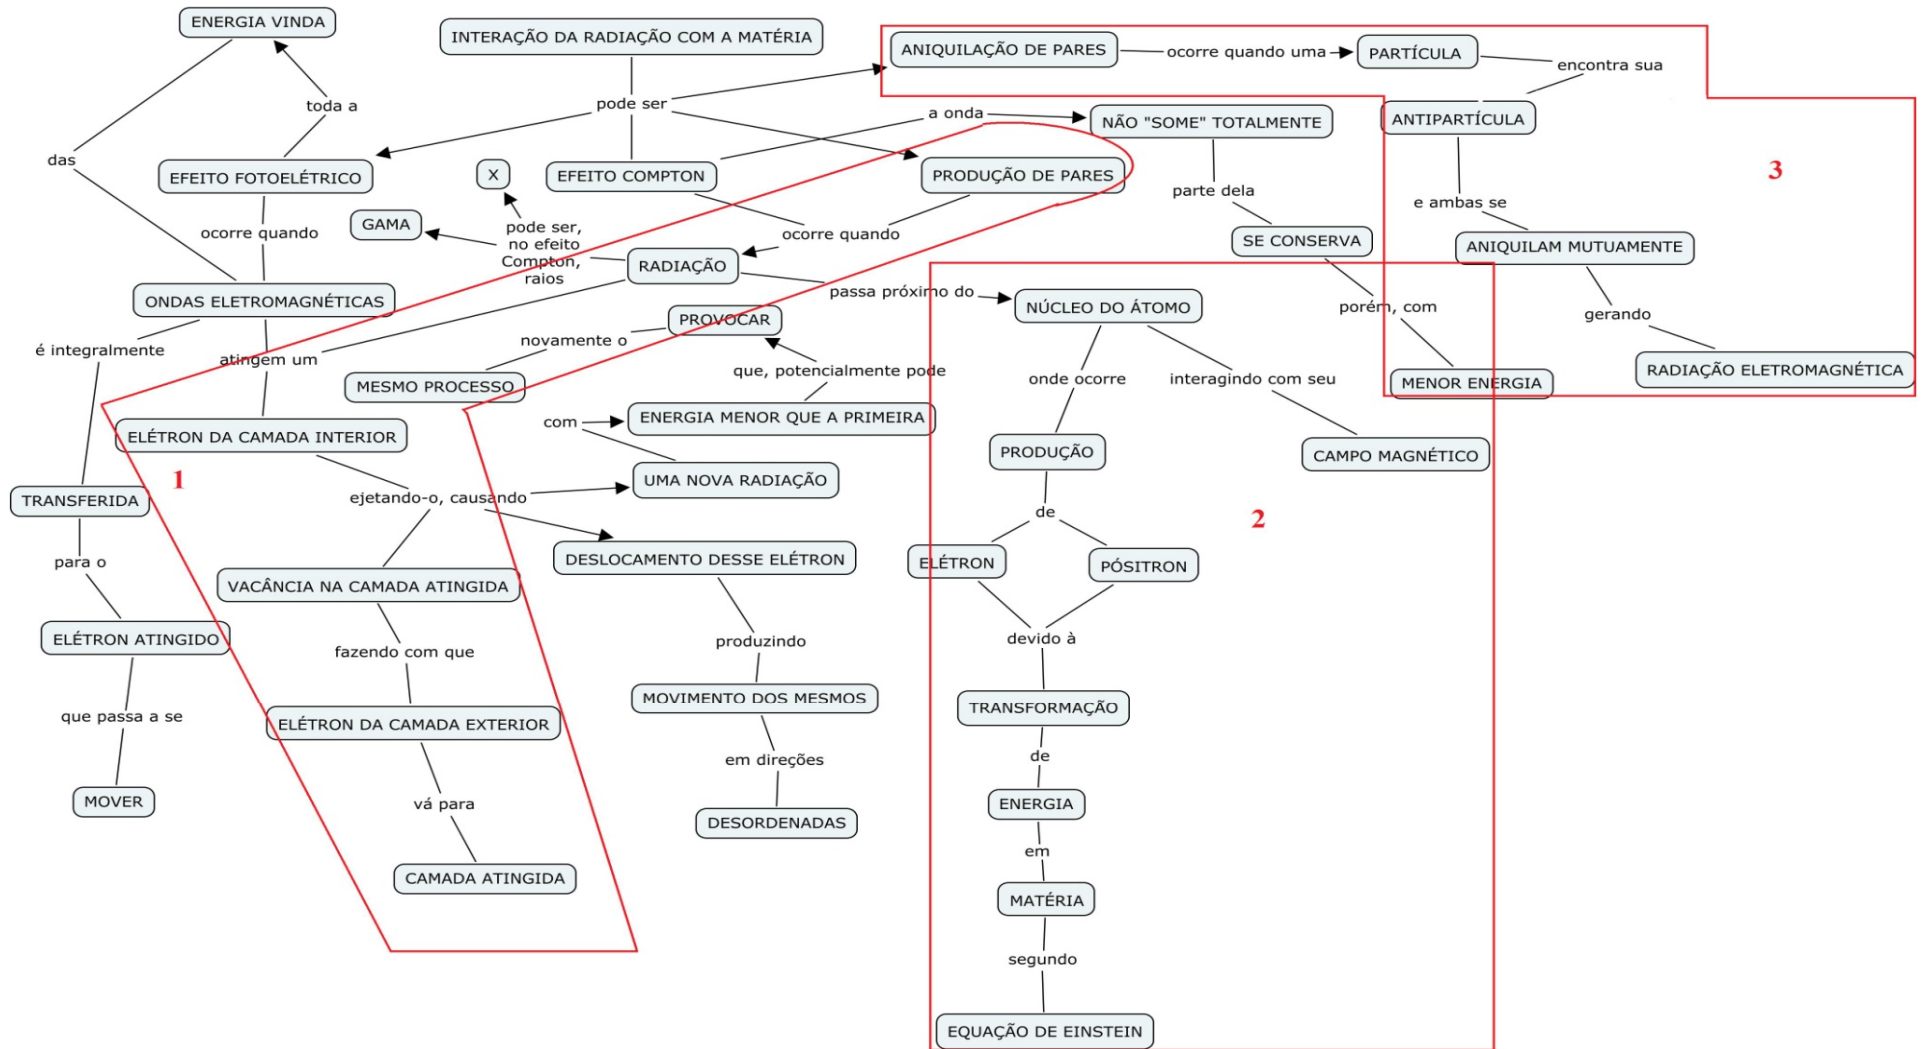 ENERGIA VINDA
INTERAÇÃO DA RADIAÇÃO COM A MATÉRIA
ANIQUILAÇÃO DE PARES
ocorre quando uma
PARTÍCULA
encontra sua
toda a
pode ser
a onda
NÃO "SOME" TOTALMENTE
ANTIPARTÍCULA
das
EFEITO FOTOELÉTRICO
X
EFEITO COMPTON
PRODUÇÃO DE PARES
3
parte dela
e ambas se
GAMA
ocorre quando
pode ser,
no efeito
Compton,
raios
ocorre quando
SE CONSERVA
ANIQUILAM MUTUAMENTE
RADIAÇÃO
ONDAS ELETROMAGNÉTICAS
passa próximo do
NÚCLEO DO ÁTOMO
porém, com
gerando
PROVOCAR
novamente o
é integralmente
atingem um
MESMO PROCESSO
que, potencialmente pode
onde ocorre
interagindo com seu
MENOR ENERGIA
RADIAÇÃO ELETROMAGNÉTICA
ELÉTRON DA CAMADA INTERIOR
com
ENERGIA MENOR QUE A PRIMEIRA
PRODUÇÃO
CAMPO MAGNÉTICO
1
UMA NOVA RADIAÇÃO
TRANSFERIDA
ejetando-o, causando
de
2
para o
DESLOCAMENTO DESSE ELÉTRON
ELÉTRON
PÓSITRON
VACÂNCIA NA CAMADA ATINGIDA
ELÉTRON ATINGIDO
fazendo com que
produzindo
devido à
que passa a se
ELÉTRON DA CAMADA EXTERIOR
MOVIMENTO DOS MESMOS
TRANSFORMAÇÃO
em direções
de
MOVER
vá para
DESORDENADAS
ENERGIA
em
CAMADA ATINGIDA
MATÉRIA
segundo
EQUAÇÃO DE EINSTEIN